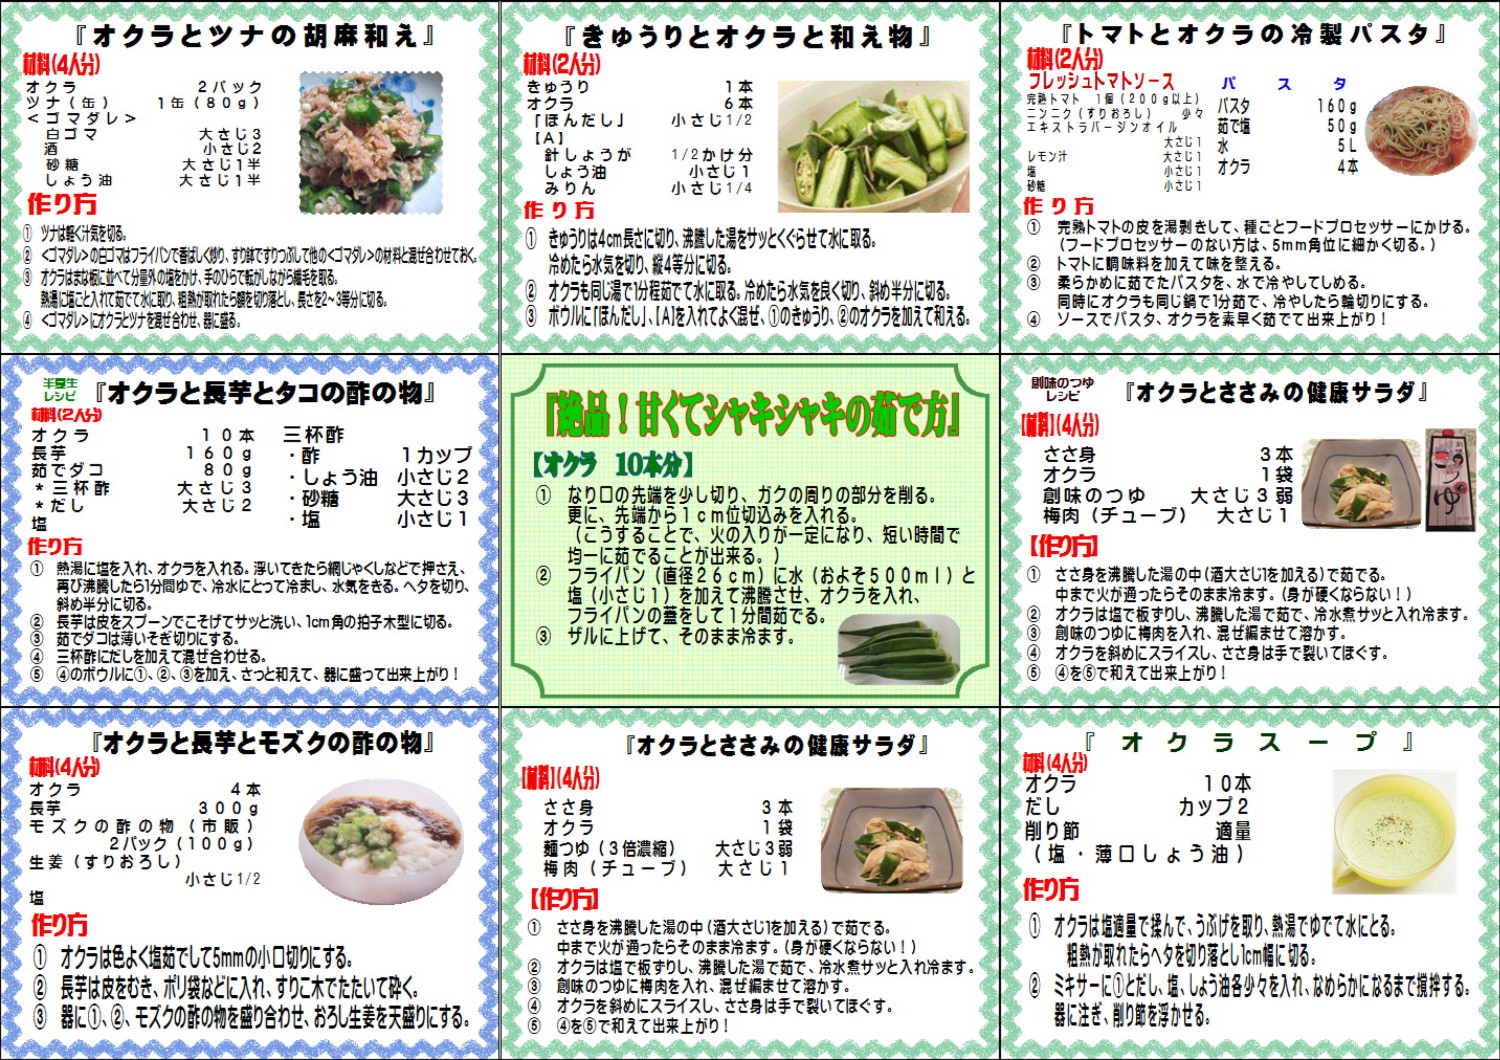 『オクラとツナの胡麻和え』
材料(4人分)
オクラ 2パック
ツナ(缶) 1缶(80g)
<ゴマダレ>
白ゴマ 大さじ3
酒 小さじ2
砂糖 大さじ1半
しょう油 大さじ1半
作り方
① ツナは軽く汁気を切る。
② <ゴマダレ>の白ゴマはフライパンで香ばしく炒り、すり鉢ですりつぶして他の<ゴマダレ>の材料と混ぜ合わせておく。
③ オクラはまな板に並べて分量外の塩をかけ、手のひらで転がしながら繊毛を取る。
熱湯に塩ごと入れて茹でて水に取り、粗熱が取れたら額を切り落とし、長さを2~3等分に切る。
④ <ゴマダレ>にオクラとツナを混ぜ合わせ、器に盛る。
『きゅうりとオクラと和え物』
材料(2人分)
きゅうり 1本
オクラ 6本
「ほんだし」 小さじ1/2
【A】
針しょうが 1/2かけ分
しょう油 小さじ1
みりん 小さじ1/4
作り方
① きゅうりは4cm長さに切り、沸騰した湯をサッとくぐらせて水に取る。
冷めたら水気を切り、縦4等分に切る。
② オクラも同じ湯で1分程茹でて水に取る。冷めたら水気を良く切り、斜め半分に切る。
③ ボウルに「ほんだし」、【A】を入れてよく混ぜ、①のきゅうり、②のオクラを加えて和える。
『トマトとオクラの冷製パスタ』
材料(2人分)
フレッシュトマトソース
完熟トマト 1個(200g以上)
ニンニク(すりおろし) 少々
エキストラバージンオイル
大さじ1
レモン汁 大さじ1
塩 小さじ1
砂糖 小さじ1
パスタ
パスタ 160g
茹で塩 50g
水 5L
オクラ 4本
作り方
① 完熟トマトの皮を湯剥きして、種ごとフードプロセッサーにかける。
(フードプロセッサーのない方は、5mm角位に細かく切る。)
② トマトに調味料を加えて味を整える。
③ 柔らかめに茹でたパスタを、水で冷やしてしめる。
同時にオクラも同じ鍋で1分茹で、冷やしたら輪切りにする。
④ ソースでパスタ、オクラを素早く茹でて出来上がり!
半夏生
レシピ
『オクラと長芋とタコの酢の物』
材料(2人分)
オクラ 10本
長芋 160g
茹でダコ 80g
*三杯酢 大さじ3
*だし 大さじ2
塩
三杯酢
・酢 1カップ
・しょう油 小さじ2
・砂糖 大さじ3
・塩 小さじ1
作り方
① 熱湯に塩を入れ、オクラを入れる。浮いてきたら網じゃくしなどで押さえ、
再び沸騰したら1分間ゆで、冷水にとって冷まし、水気をきる。ヘタを切り、
斜め半分に切る。
② 長芋は皮をスプーンでこそげてサッと洗い、1cm角の拍子木型に切る。
③ 茹でダコは薄いそぎ切りにする。
④ 三杯酢にだしを加えて混ぜ合わせる。
⑤ ④のボウルに①、②、③を加え、さっと和えて、器に盛って出来上がり!
『絶品!甘くてシャキシャキの茹で方』
【オクラ 10本分】
① なり口の先端を少し切り、ガクの周りの部分を削る。
更に、先端から1cm位切込みを入れる。
(こうすることで、火の入りが一定になり、短い時間で
均一に茹でることが出来る。)
② フライパン(直径26cm)に水(およそ500ml)と
塩(小さじ1)を加えて沸騰させ、オクラを入れ、
フライパンの蓋をして1分間茹でる。
③ ザルに上げて、そのまま冷ます。
創味のつゆ
レシピ
『オクラとささみの健康サラダ』
【材料】(4人分)
ささ身 3本
オクラ 1袋
創味のつゆ 大さじ3弱
梅肉(チューブ) 大さじ1
【作り方】
① ささ身を沸騰した湯の中(酒大さじ1を加える)で茹でる。
中まで火が通ったらそのまま冷ます。(身が硬くならない!)
② オクラは塩で板ずりし、沸騰した湯で茹で、冷水煮サッと入れ冷ます。
③ 創味のつゆに梅肉を入れ、混ぜ編ませて溶かす。
④ オクラを斜めにスライスし、ささ身は手で裂いてほぐす。
⑤ ④を⑥で和えて出来上がり!
『オクラと長芋とモズクの酢の物』
材料(4人分)
オクラ 4本
長芋 300g
モズクの酢の物(市販)
2パック(100g)
生姜(すりおろし)
小さじ1/2
塩
作り方
① オクラは色よく塩茹でして5mmの小口切りにする。
② 長芋は皮をむき、ポリ袋などに入れ、すりこ木でたたいて砕く。
③ 器に①、②、モズクの酢の物を盛り合わせ、おろし生姜を天盛りにする。
『オクラとささみの健康サラダ』
【材料】(4人分)
ささ身 3本
オクラ 1袋
麺つゆ(3倍濃縮) 大さじ3弱
梅肉(チューブ) 大さじ1
【作り方】
① ささ身を沸騰した湯の中(酒大さじ1を加える)で茹でる。
中まで火が通ったらそのまま冷ます。(身が硬くならない!)
② オクラは塩で板ずりし、沸騰した湯で茹で、冷水煮サッと入れ冷ます。
③ 創味のつゆに梅肉を入れ、混ぜ編ませて溶かす。
④ オクラを斜めにスライスし、ささ身は手で裂いてほぐす。
⑤ ④を⑥で和えて出来上がり!
『オクラスープ』
材料(4人分)
オクラ 10本
だし カップ2
削り節 適量
(塩・薄口しょう油)
作り方
① オクラは塩適量で揉んで、うぶげを取り、熱湯でゆでて水にとる。
粗熱が取れたらヘタを切り落とし1cm幅に切る。
② ミキサーに①とだし、塩、しょう油各少々を入れ、なめらかになるまで撹拌する。
器に注ぎ、削り節を浮かせる。